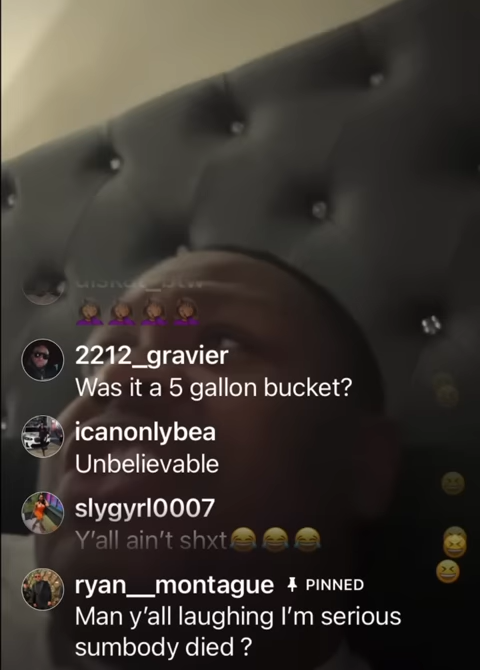 2212_gravier
Was it a 5 gallon bucket?
icanonlybea
Unbelievable
slygyrl0007
Y'all ain't shxt😂😂😂
ryan__montague PINNED
Man y'all laughing I'm serious
sumbody died ?